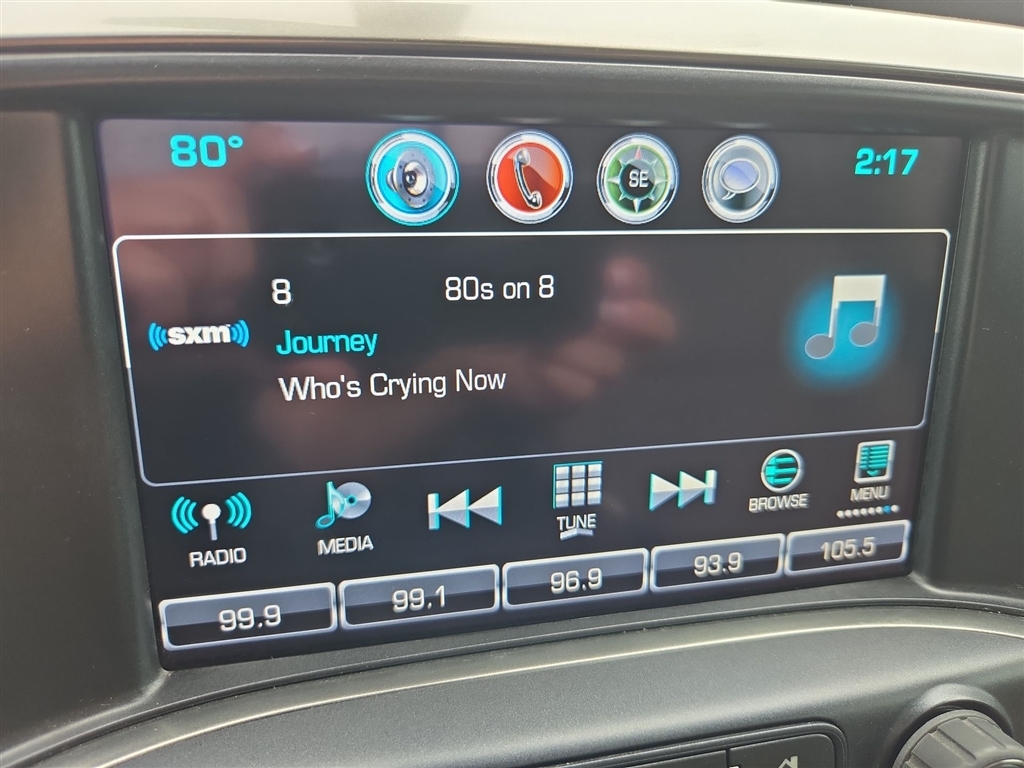 80°
SE
2:17
8 80s on 8
sxm
Journey
Who's Crying Now
RADIO
MEDIA
TUNE
BROWSE
MENU
99.9
99.1
96.9
93.9
105.5